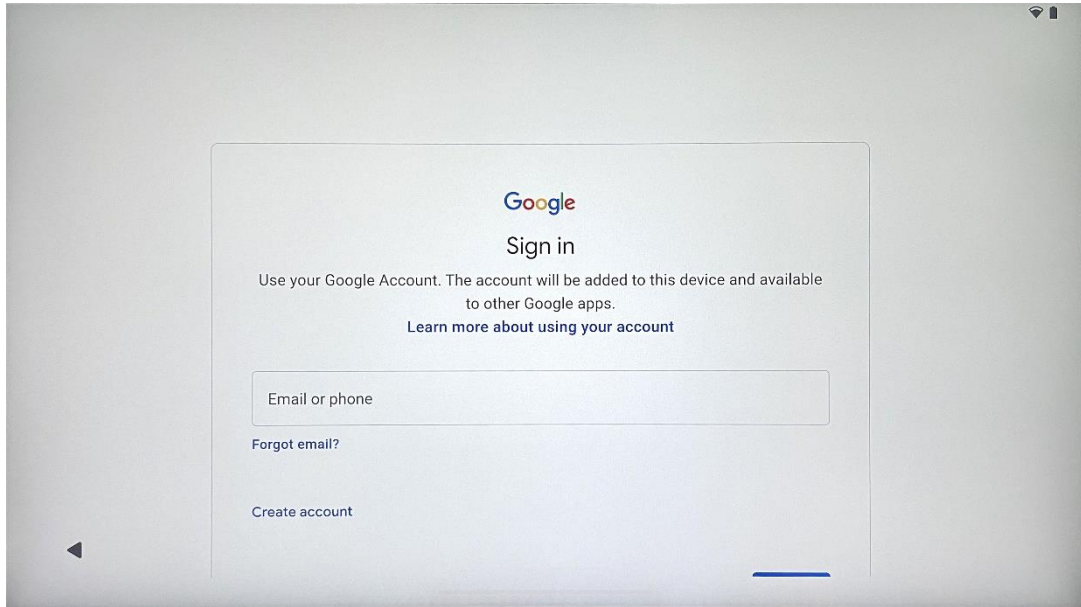 Google
Sign in
Use your Google Account. The account will be added to this device and available
to other Google apps.
Learn more about using your account
Email or phone
Forgot email?
Create account